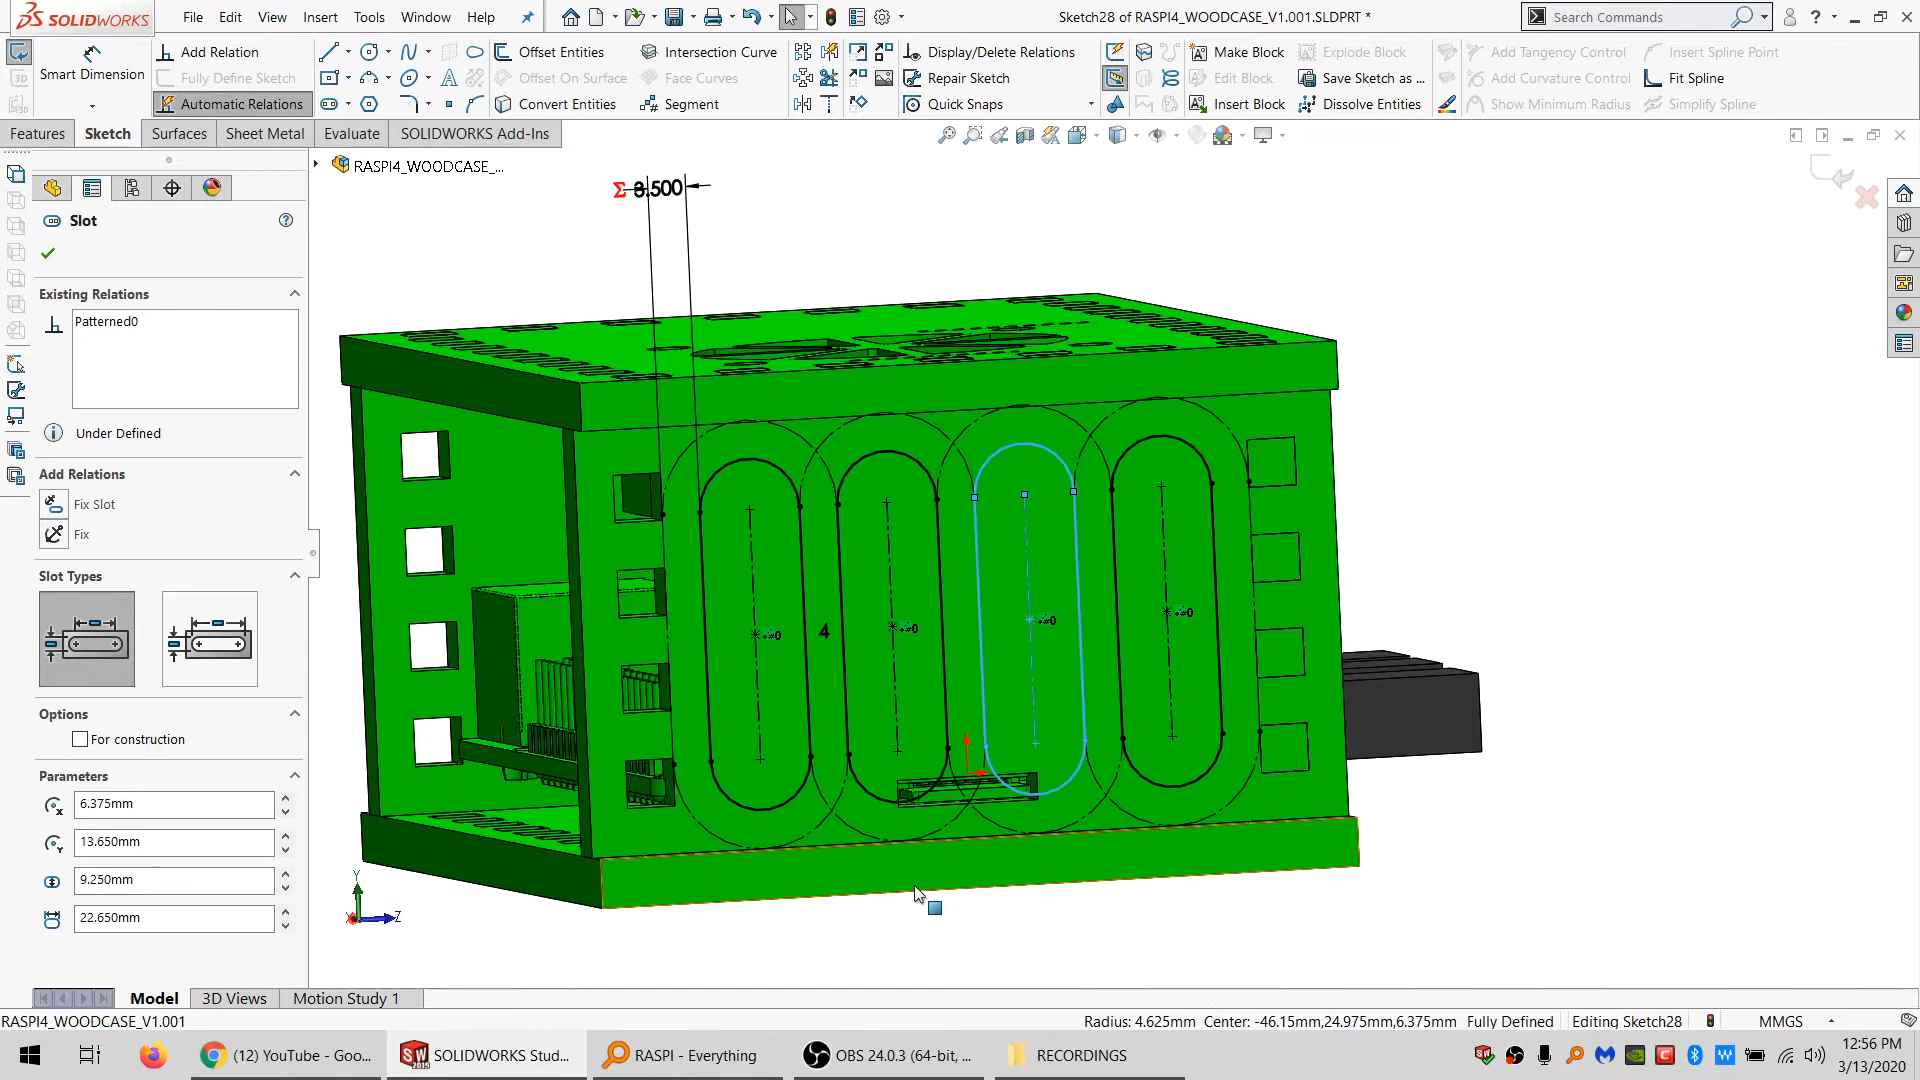 SOLIDWORKS
File Edit View Insert Tools Window Help
Sketch28 of RASPI4_WOODCASE_V1.001.SLDPRT *
Search Commands
Smart Dimension
Add Relation
Fully Define Sketch
Automatic Relations
Offset Entities
Offset On Surface
Convert Entities
Intersection Curve
Face Curves
Segment
Display/Delete Relations
Repair Sketch
Quick Snaps
Make Block
Edit Block
Insert Block
Explode Block
Save Sketch as ...
Dissolve Entities
Add Tangency Control
Add Curvature Control
Show Minimum Radius
Insert Spline Point
Fit Spline
Simplify Spline
Features Sketch Surfaces Sheet Metal Evaluate SOLIDWORKS Add-Ins
RASPI4_WOODCASE_...
Slot
Existing Relations
Patterned0
Under Defined
Add Relations
Fix Slot
Fix
Slot Types
Options
For construction
Parameters
6.375mm
13.650mm
9.250mm
22.650mm
4
Y
Z
Model 3D Views Motion Study 1
RASPI4_WOODCASE_V1.001
Radius: 4.625mm Center: -46.15mm,24.975mm,6.375mm Fully Defined Editing Sketch28 MMGS
(12) YouTube - Goo...
SOLIDWORKS Stud...
RASPI - Everything
OBS 24.0.3 (64-bit, ...
RECORDINGS
12:56 PM
3/13/2020